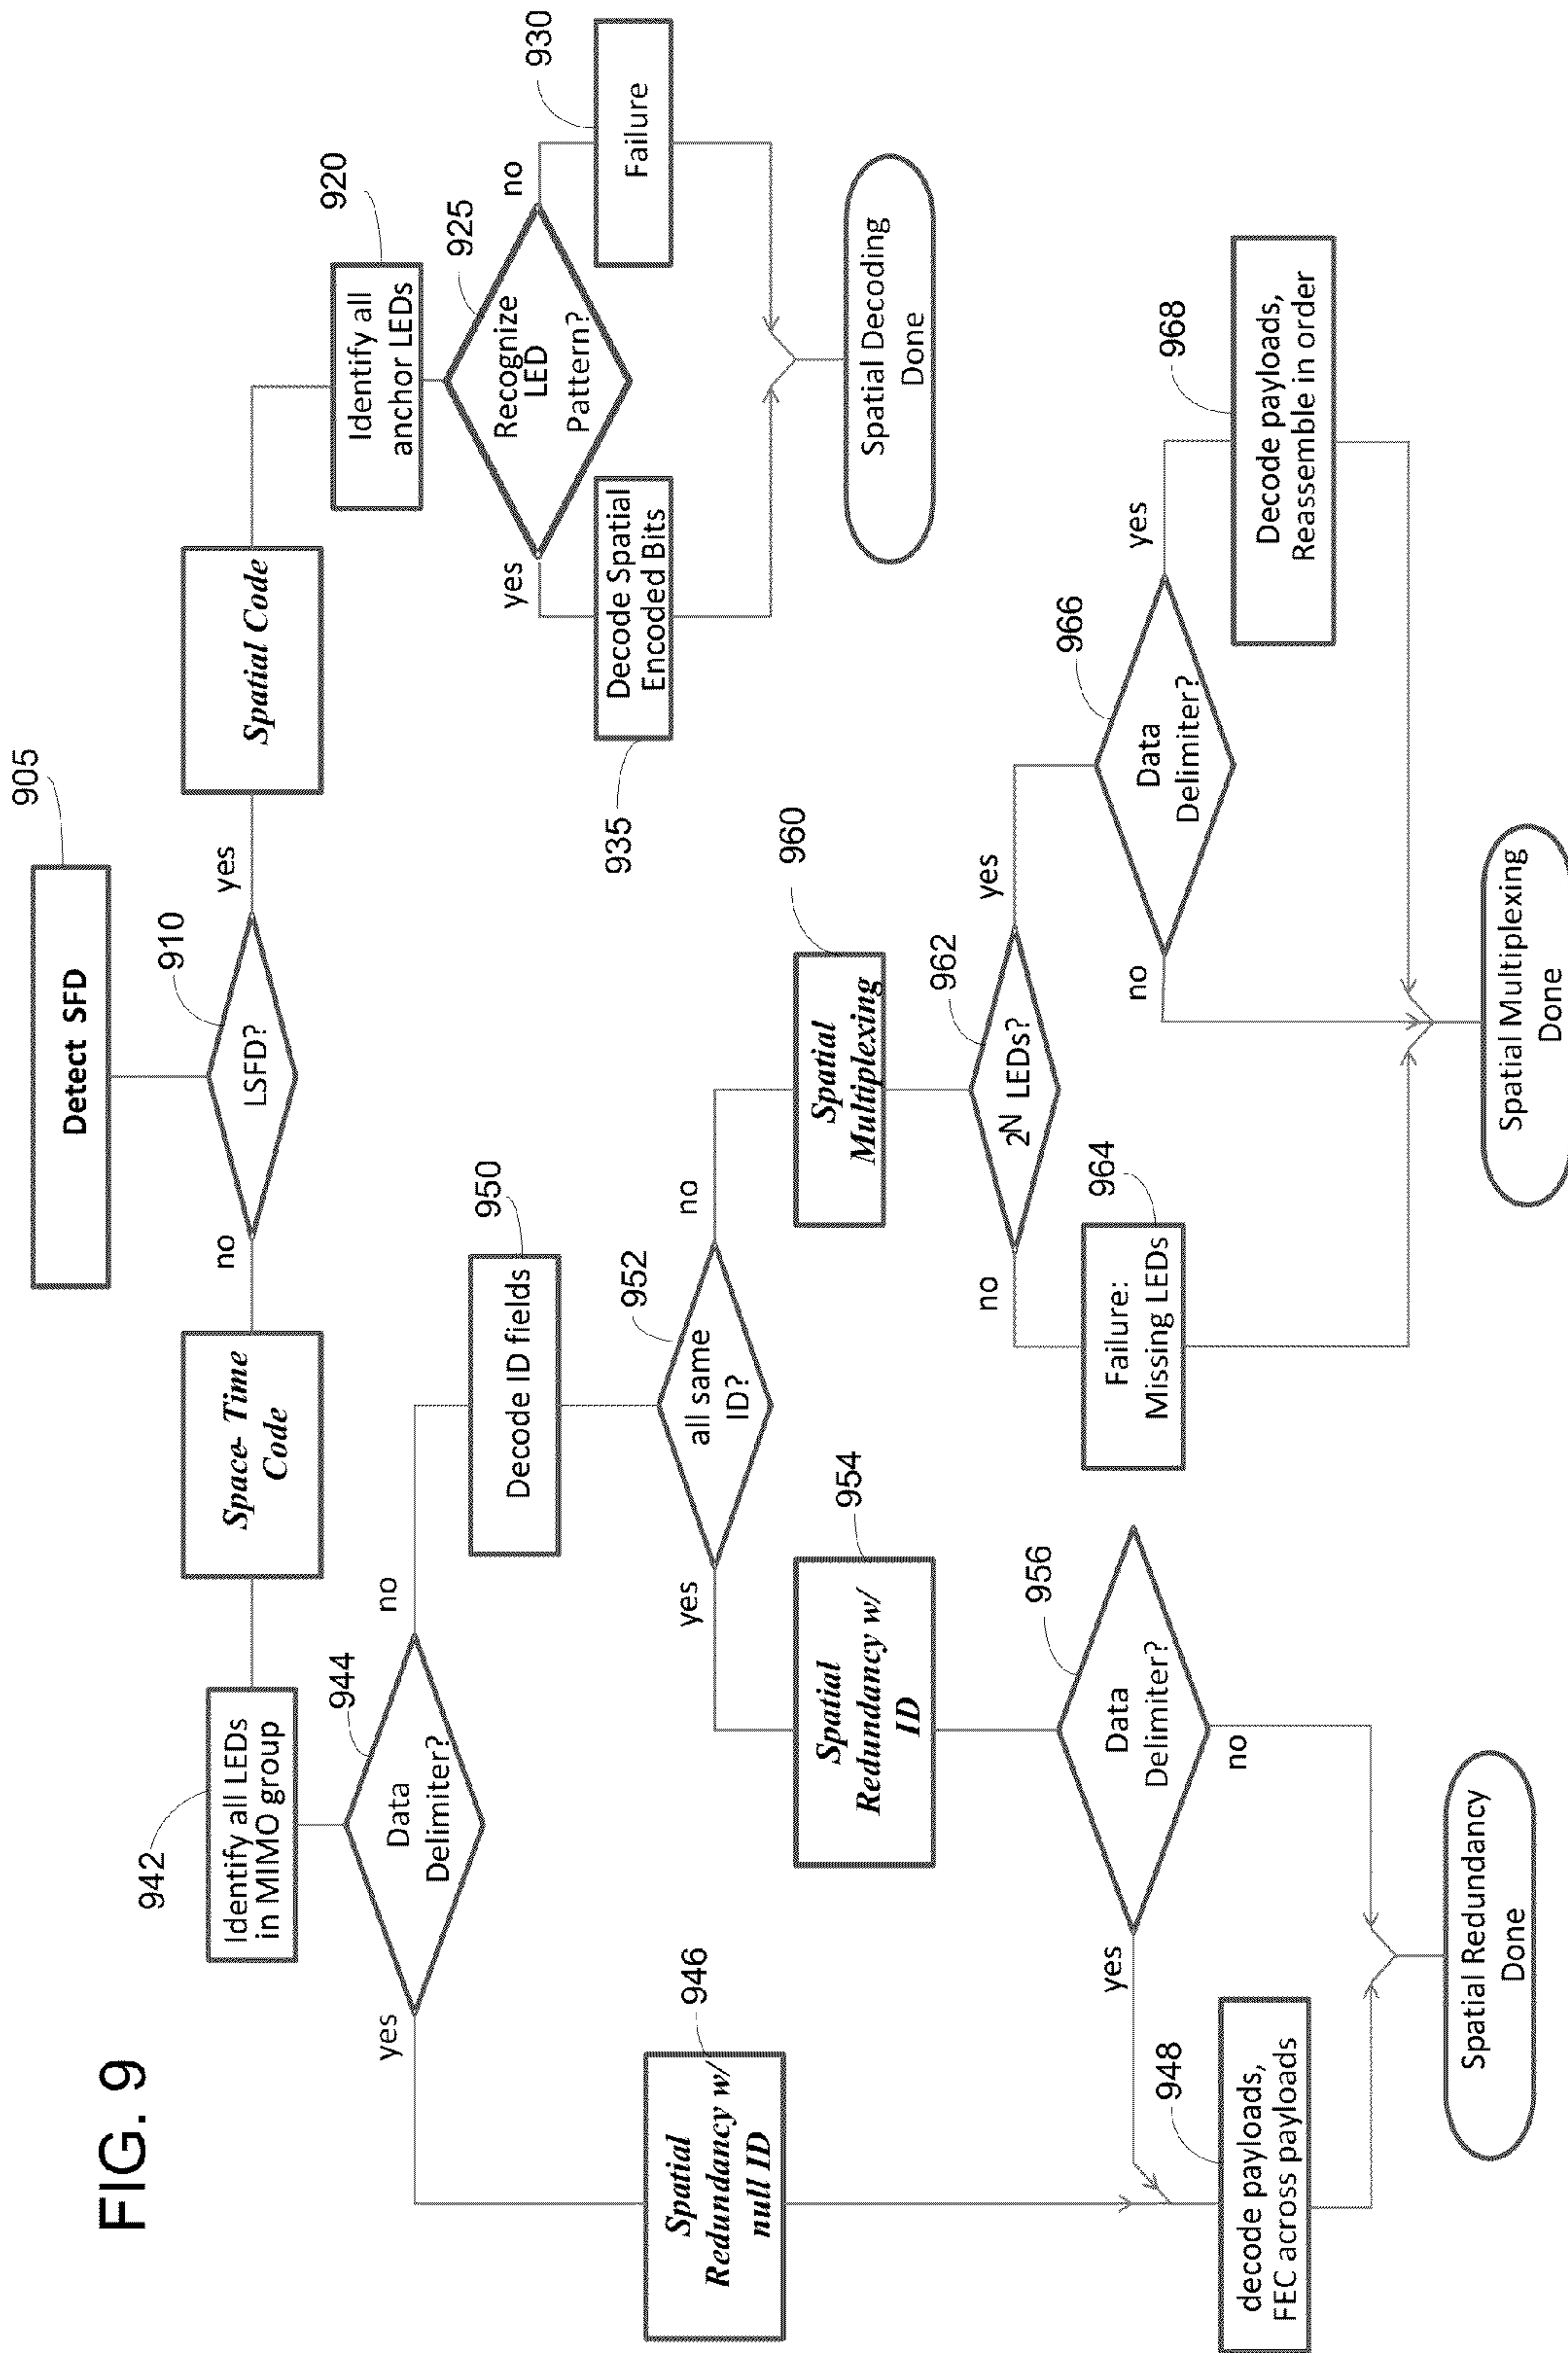 FIG. 9
Detect SFD
905
LSFD?
910
yes
no
Spatial Code
Identify all
anchor LEDs
920
Recognize
LED
Pattern?
925
yes
no
Decode Spatial
Encoded Bits
935
Failure
930
Spatial Decoding
Done
Space- Time
Code
Identify all LEDs
in MIMO group
942
Data
Delimiter?
944
yes
no
Spatial
Redundancy w/
null ID
946
Decode ID fields
950
all same
ID?
952
yes
no
Spatial
Redundancy w/
ID
954
Data
Delimiter?
956
yes
no
decode payloads,
FEC across payloads
948
Spatial Redundancy
Done
Spatial
Multiplexing
960
2N LEDs?
962
no
yes
Failure:
Missing LEDs
964
Data
Delimiter?
966
no
yes
Decode payloads,
Reassemble in order
968
Spatial Multiplexing
Done